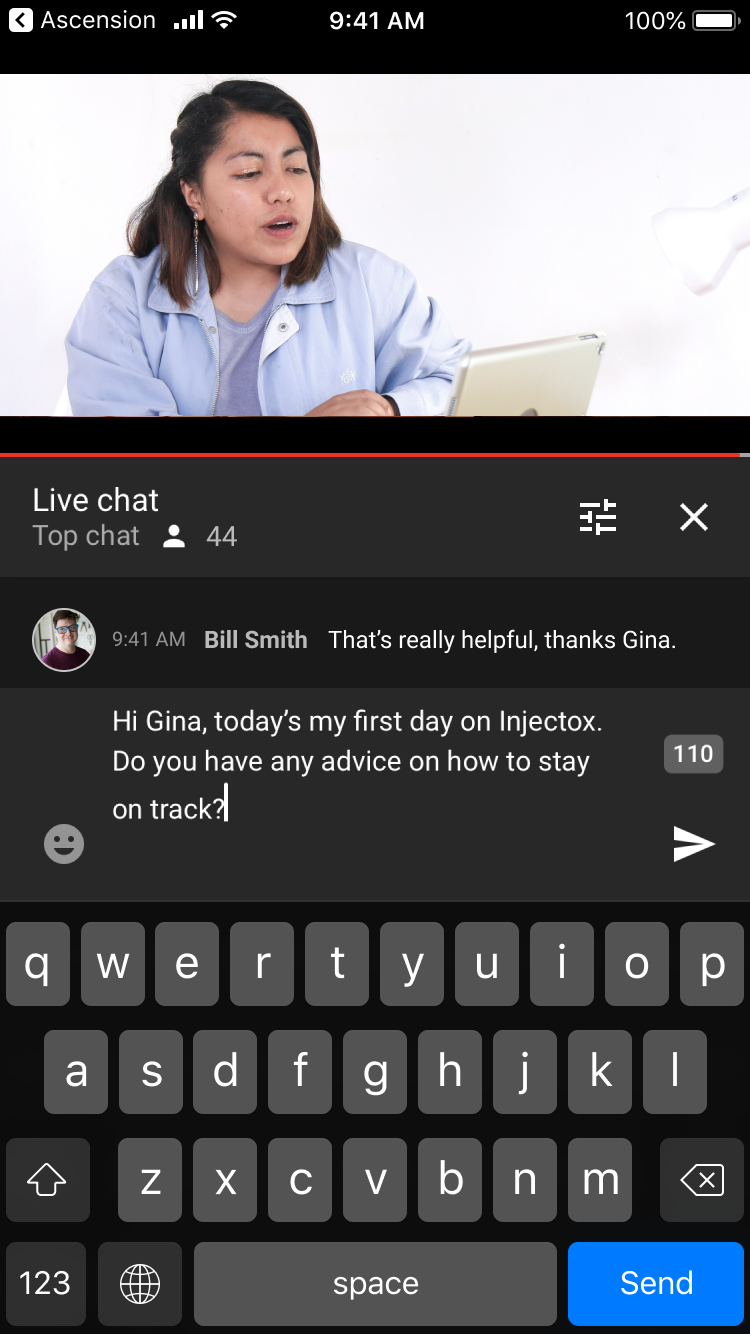 Ascension 9:41 AM 100%
Live chat
Top chat 44
9:41 AM Bill Smith That’s really helpful, thanks Gina.
Hi Gina, today’s my first day on Injectox.
Do you have any advice on how to stay
on track?
110
q w e r t y u i o p
a s d f g h j k l
z x c v b n m
123 space Send